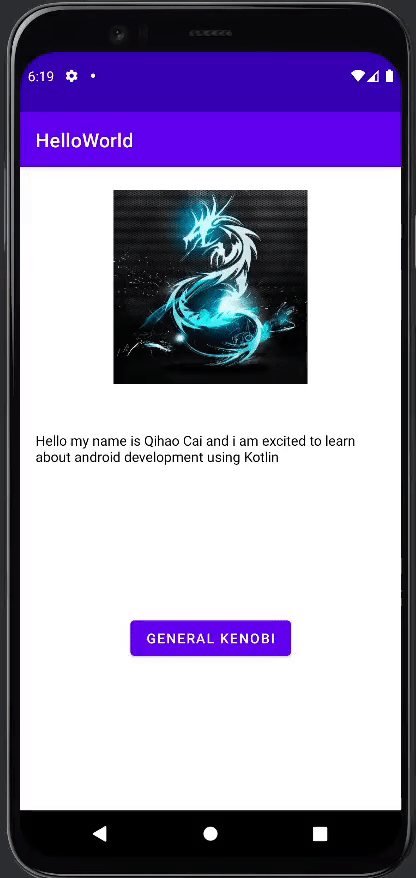 6:19
HelloWorld
Hello my name is Qihao Cai and i am excited to learn
about android development using Kotlin
GENERAL KENOBI